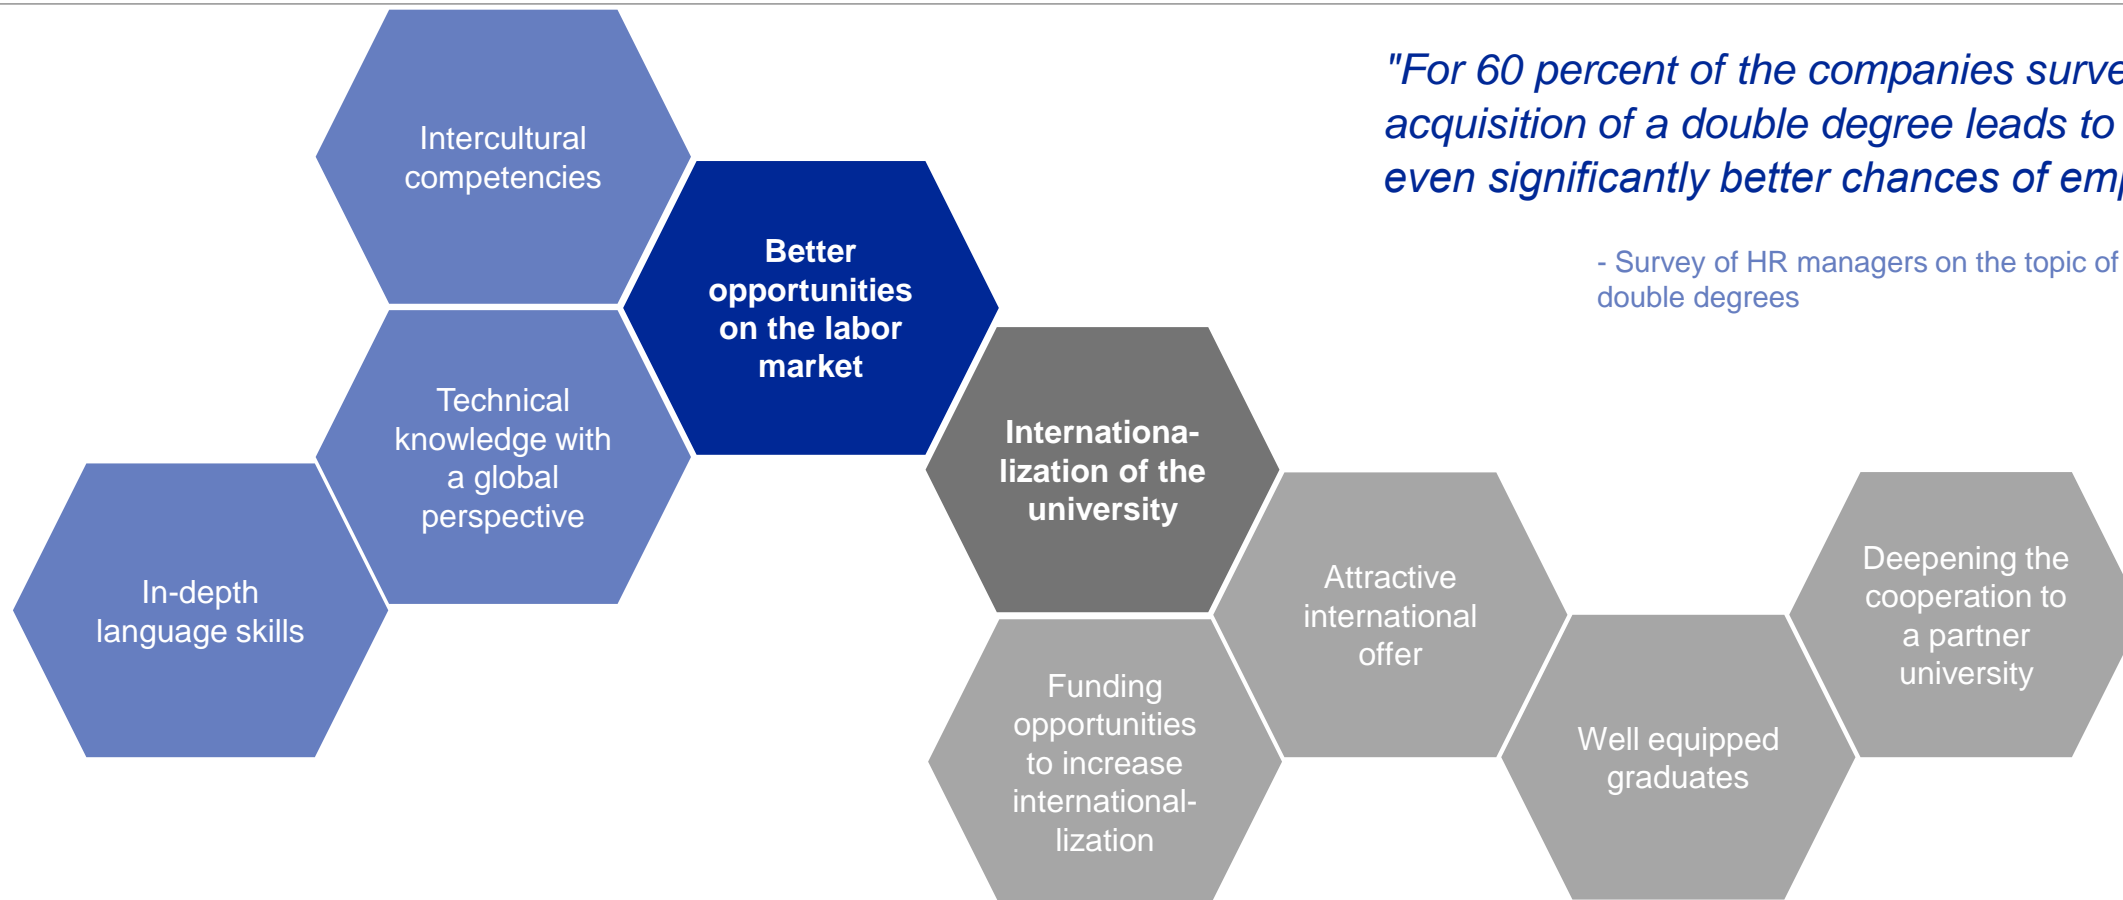 "For 60 percent of the companies
acquisition of a double degree leads to
even significantly better chances of
- Survey of HR managers on the topic of
double degrees
Intercultural
competencies
Better
opportunities
on the labor
market
Technical
knowledge with
a global
perspective
In-depth
language skills
Internationa-
lization of the
university
Attractive
international
offer
Funding
opportunities
to increase
international-
lization
Well equipped
graduates
Deepening the
cooperation to
a partner
university